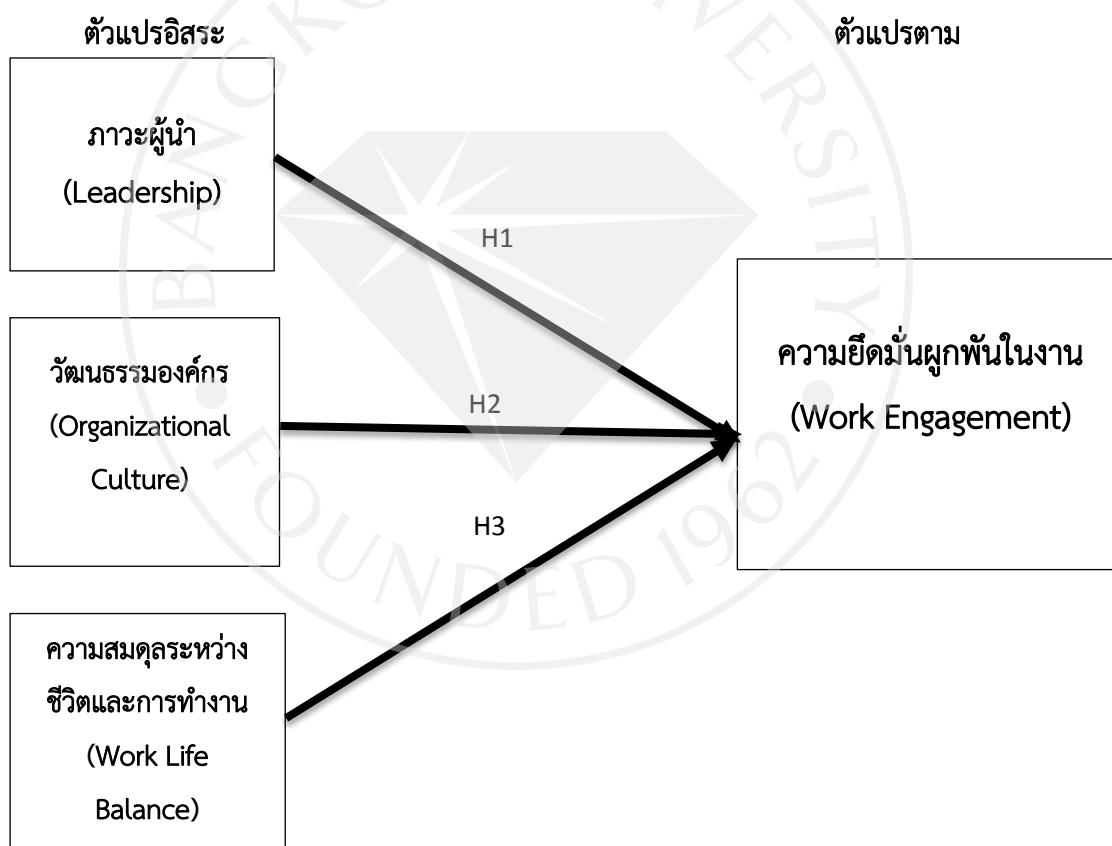 ตัวแปรอิสระ
ตัวแปรตาม
ภาวะผู้นำ
(Leadership)
H1
วัฒนธรรมองค์กร
(Organizational
Culture)
H2
ความยึดมั่นผูกพันในงาน
(Work Engagement)
H3
ความสมดุลระหว่าง
ชีวิตและการทำงาน
(Work Life
Balance)
BANGKOK UNIVERSITY
FOUNDED 1962